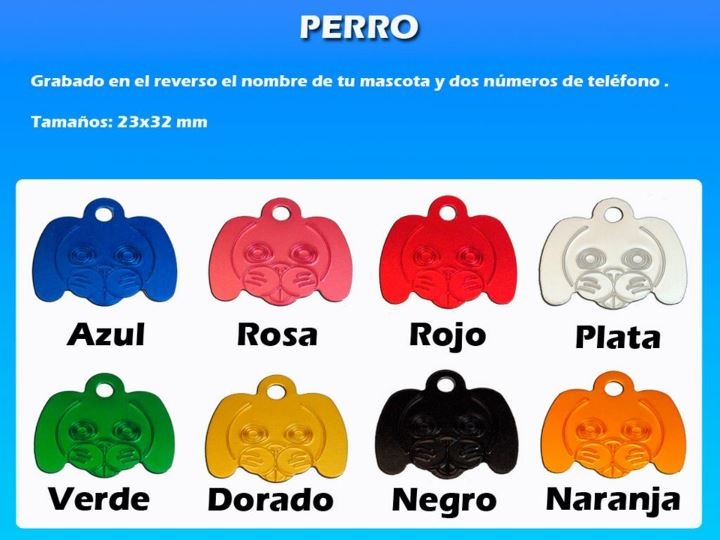 PERRO
Grabado en el reverso el nombre de tu mascota y dos números de teléfono .
Tamaños: 23x32 mm
Azul Rosa Rojo Plata
Verde Dorado Negro Naranja